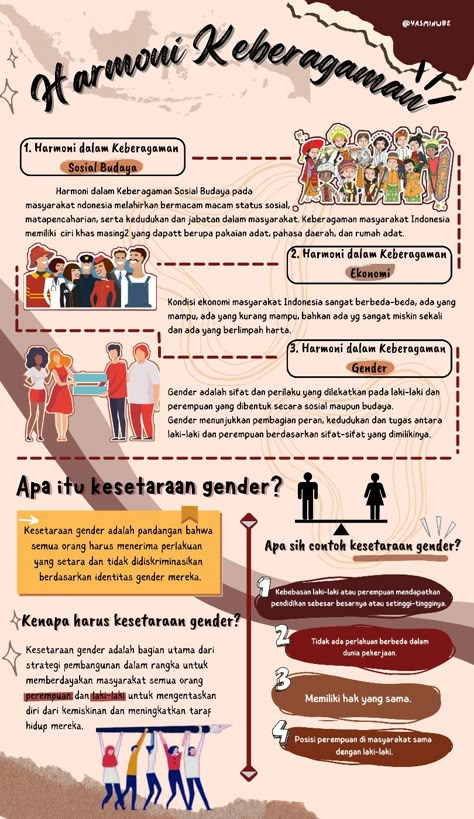 @YASMINWBE
Harmoni Keberagaman
1. Harmoni dalam Keberagaman
Sosial Budaya
Harmoni dalam Keberagaman Sosial Budaya pada
masyarakat ndonesia melahirkan bermacam macam status sosial,
matapencaharian, serta kedudukan dan jabatan dalam masyarakat. Keberagaman masyarakat Indonesia
memiliki ciri khas masing2 yang dapatt berupa pakaian adat, pahasa daerah, dan rumah adat.
2. Harmoni dalam Keberagaman
Ekonomi
Kondisi ekonomi masyarakat Indonesia sangat berbeda-beda, ada yang
mampu, ada yang kurang mampu, bahkan ada yg sangat miskin sekali
dan ada yang berlimpah harta.
3. Harmoni dalam Keberagaman
Gender
Gender adalah sifat dan perilaku yang dilekatkan pada laki-laki dan
perempuan yang dibentuk secara sosial maupun budaya.
Gender menunjukkan pembagian peran, kedudukan dan tugas antara
laki-laki dan perempuan berdasarkan sifat-sifat yang dimilikinya.
Apa itu kesetaraan gender?
Kesetaraan gender adalah pandangan bahwa
semua orang harus menerima perlakuan
yang setara dan tidak didiskriminasikan
berdasarkan identitas gender mereka.
Kenapa harus kesetaraan gender?
Kesetaraan gender adalah bagian utama dari
strategi pembangunan dalam rangka untuk
memberdayakan masyarakat semua orang
perempuan dan laki-laki untuk mengentaskan
diri dari kemiskinan dan meningkatkan taraf
hidup mereka.
Apa sih contoh kesetaraan gender?
1 Kebebasan laki-laki atau perempuan mendapatkan
pendidikan sebesar besarnya atau setinggi-tingginya.
2 Tidak ada perlakuan berbeda dalam
dunia pekerjaan.
3 Memiliki hak yang sama.
4 Posisi perempuan di masyarakat sama
dengan laki-laki.